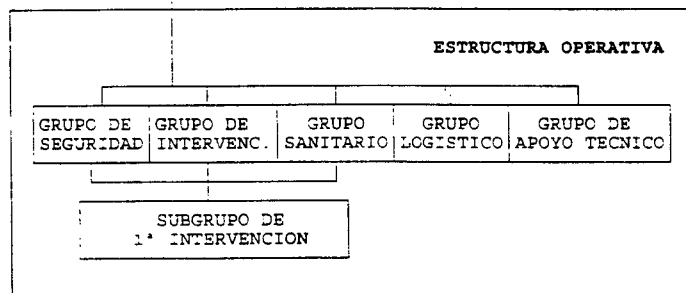 ESTRUCTURA OPERATIVA
GRUPO DE SEGURIDAD
GRUPO DE INTERVENC.
GRUPO SANITARIO
GRUPO LOGISTICO
GRUPO DE APOYO TECNICO
SUBGRUPO DE
1ª INTERVENCION